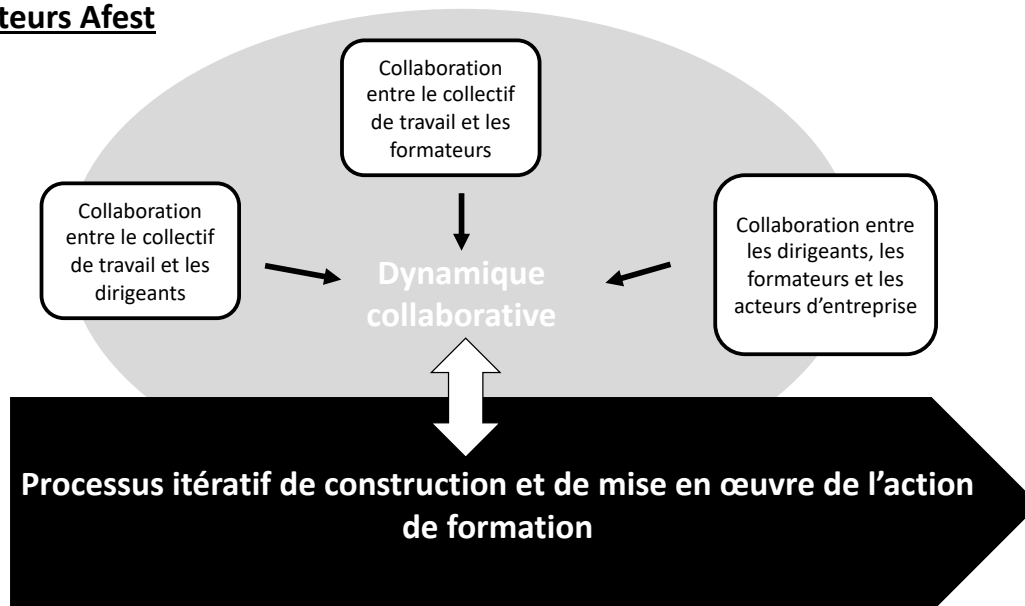 teurs Afest
Collaboration
entre le collectif
de travail et les
formateurs
Collaboration
entre le collectif
de travail et les
dirigeants
Collaboration entre
les dirigeants, les
formateurs et les
acteurs d’entreprise
Dynamique
collaborative
Processus itératif de construction et de mise en œuvre de l’action
de formation